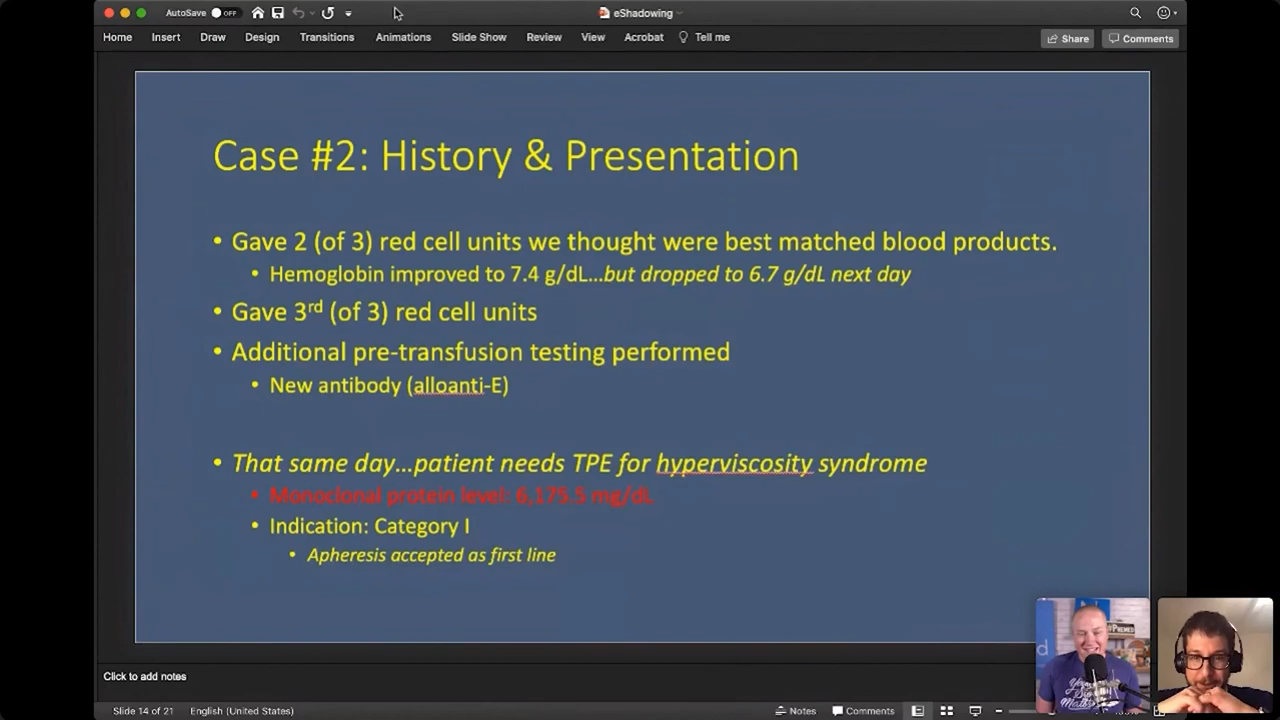 AutoSave OFF
eShadowing
Home Insert Draw Design Transitions Animations Slide Show Review View Acrobat Tell me Share Comments
Case #2: History & Presentation
• Gave 2 (of 3) red cell units we thought were best matched blood products.
• Hemoglobin improved to 7.4 g/dL...but dropped to 6.7 g/dL next day
• Gave 3rd (of 3) red cell units
• Additional pre-transfusion testing performed
• New antibody (alloanti-E)
• That same day...patient needs TPE for hyperviscosity syndrome
• Monoclonal protein level: 6,175.5 mg/dL
• Indication: Category I
• Apheresis accepted as first line
Click to add notes
Slide 14 of 21 English (United States) Notes Comments